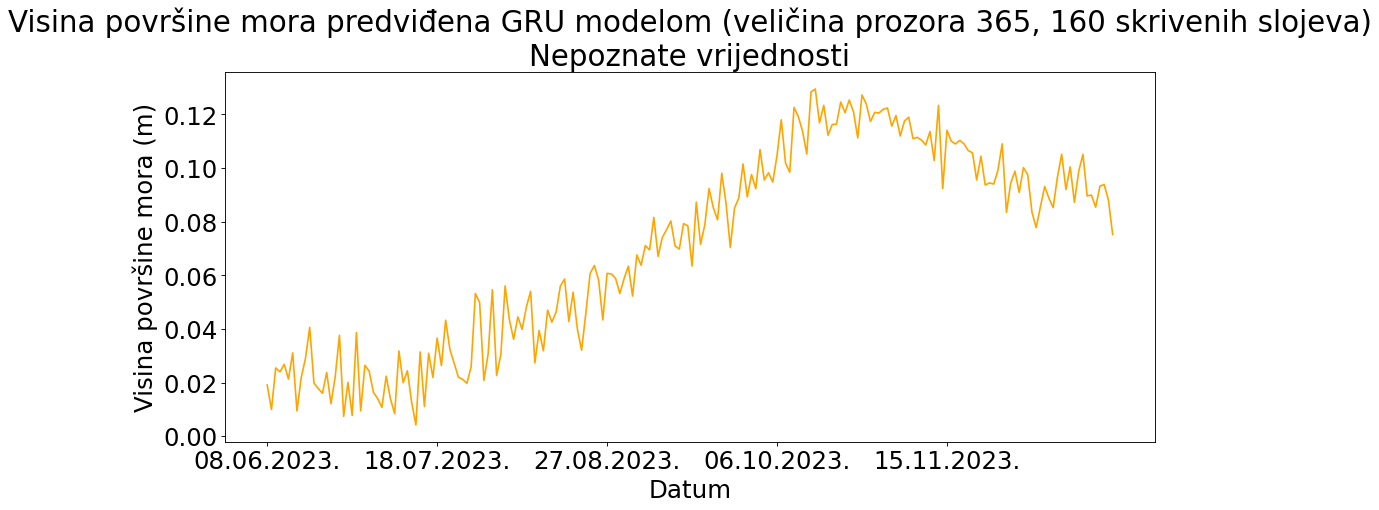 Visina površine mora predviđena GRU modelom (veličina prozora 365, 160 skrivenih slojeva)
Nepoznate vrijednosti
Visina površine mora (m)
0.12
0.10
0.08
0.06
0.04
0.02
0.00
08.06.2023. 18.07.2023. 27.08.2023. 06.10.2023. 15.11.2023.
Datum